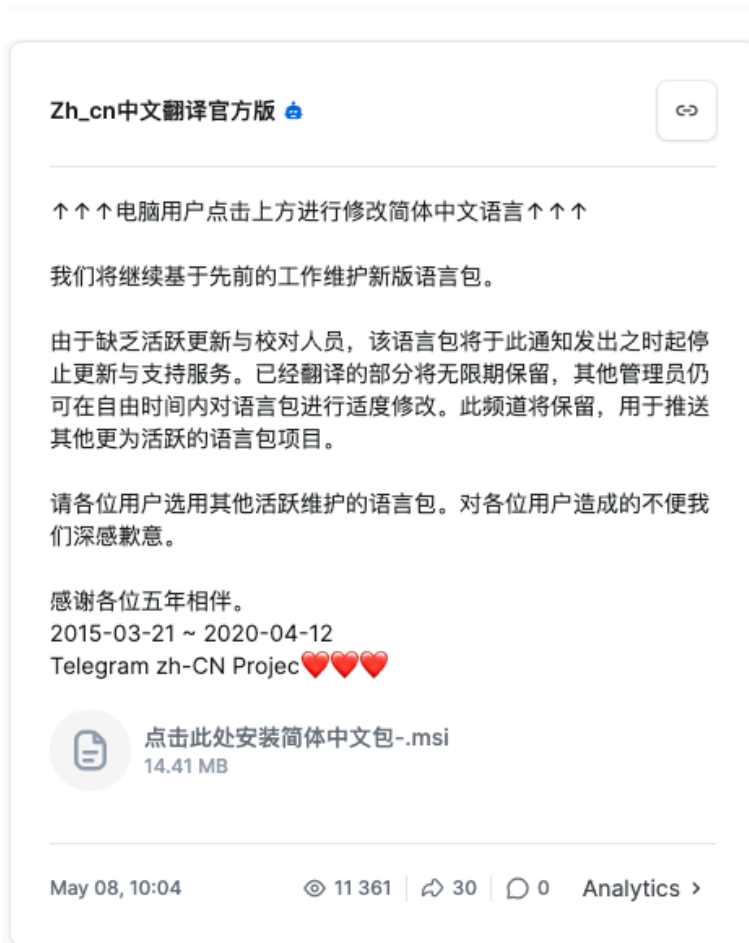 Zh_cn中文翻译官方版
↑↑↑电脑用户点击上方进行修改简体中文语言↑↑↑
我们将继续基于先前的工作维护新版语言包。
由于缺乏活跃更新与校对人员，该语言包将于此通知发出之时起停
止更新与支持服务。已经翻译的部分将无限期保留，其他管理员仍
可在自由时间内对语言包进行适度修改。此频道将保留，用于推送
其他更为活跃的语言包项目。
请各位用户选用其他活跃维护的语言包。对各位用户造成的不便我
们深感歉意。
感谢各位五年相伴。
2015-03-21 ~ 2020-04-12
Telegram zh-CN Projec❤️❤️❤️
点击此处安装简体中文包-.msi
14.41 MB
May 08, 10:04 11 361 30 0 Analytics